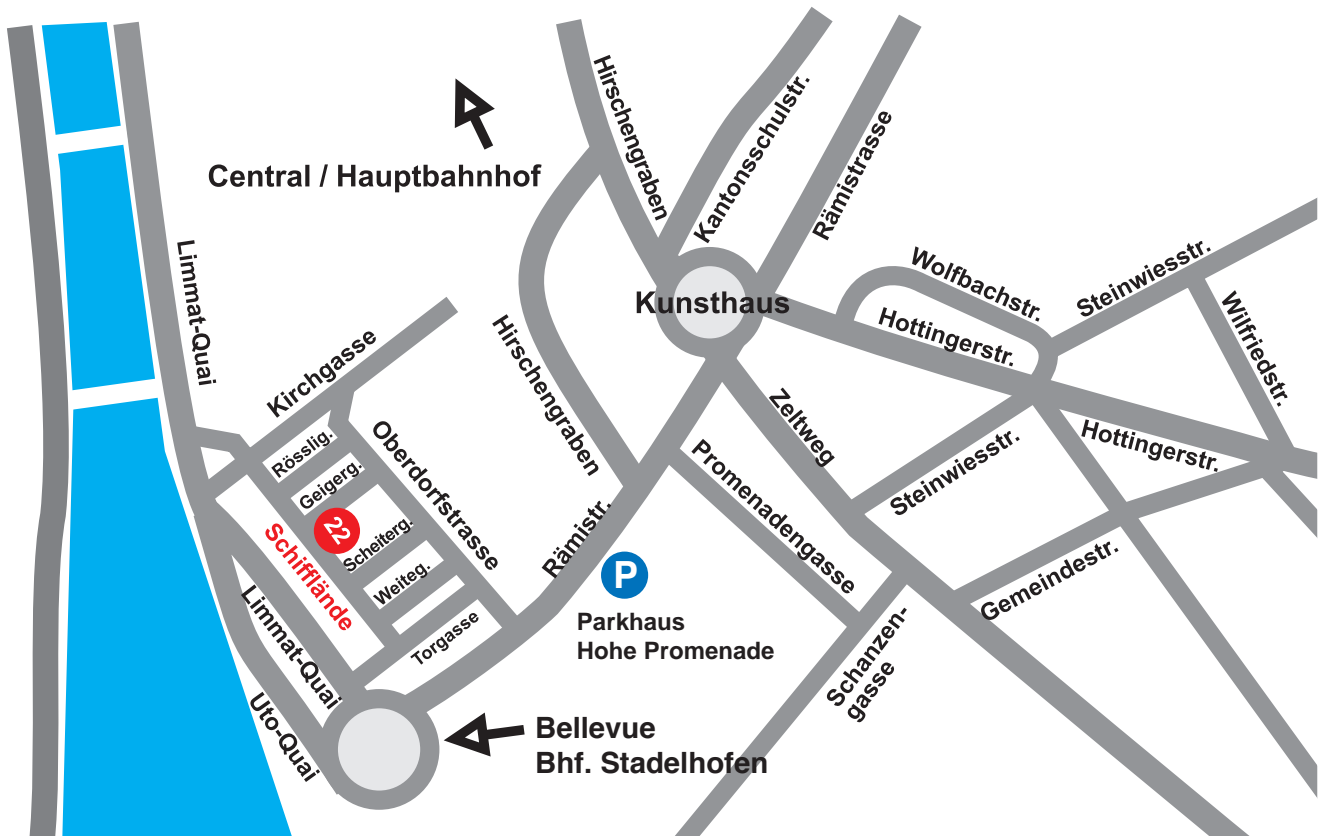 Hirschengraben
Kantonsschulstr.
Rämistrasse
Central / Hauptbahnhof
Limmat-Quai
Kunsthaus
Wolfbachstr.
Steinwiesstr.
Hottingerstr.
Wilfriedstr.
Kirchgasse
Hirschengraben
Zeltweg
Rösslig.
Oberdorfstrasse
Geigerg.
Promenadengasse
Steinwiesstr.
Hottingerstr.
22
Schifflände
Scheiterg.
Weiteg.
Rämistr.
P
Parkhaus
Hohe Promenade
Gemeindestr.
Limmat-Quai
Torgasse
Schanzen-
gasse
Uto-Quai
Bellevue
Bhf. Stadelhofen